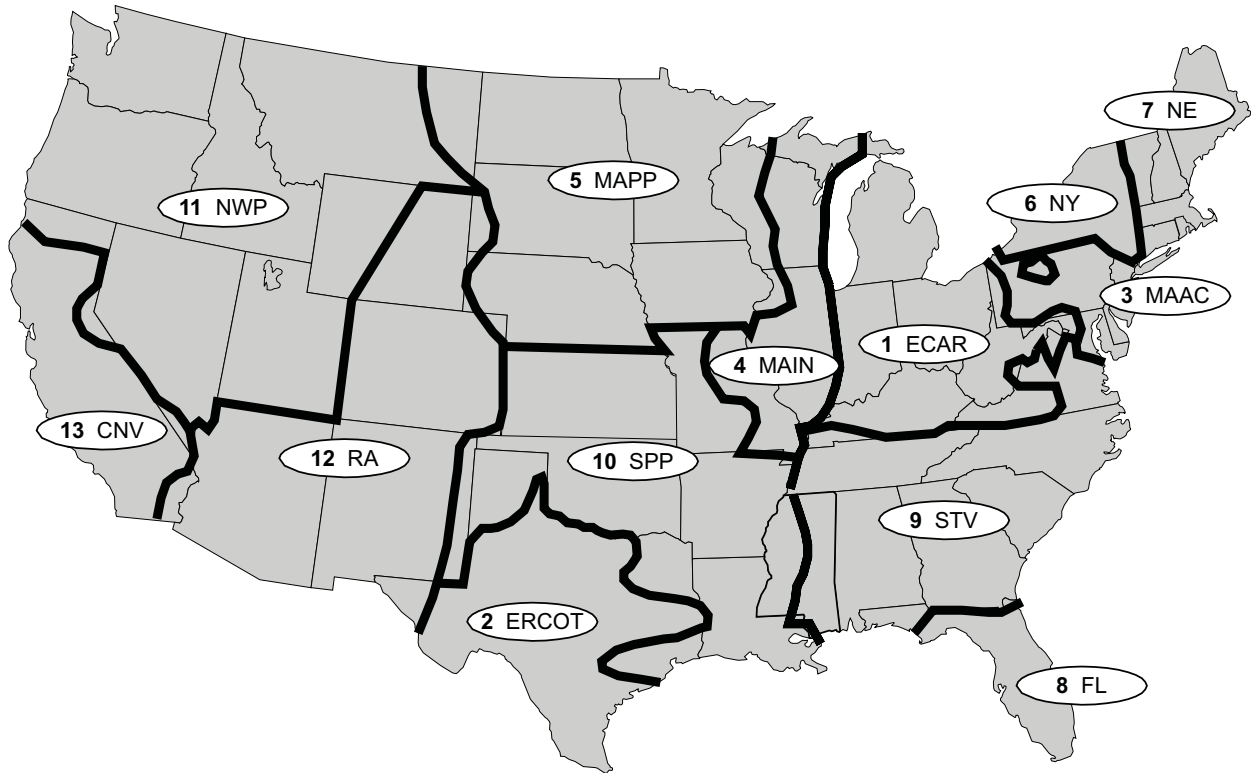 7 NE
5 MAPP
11 NWP
6 NY
3 MAAC
1 ECAR
4 MAIN
13 CNV
12 RA
10 SPP
9 STV
2 ERCOT
8 FL